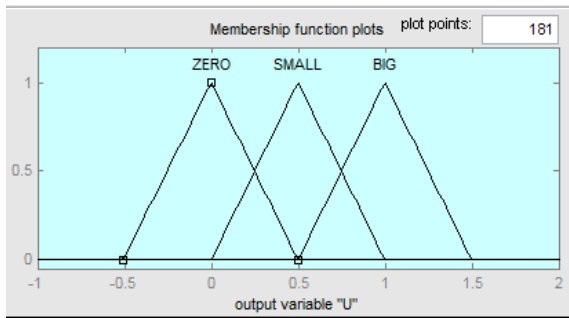 Membership function plots plot points: 181
ZERO SMALL BIG
1
0.5
0
-1 -0.5 0 0.5 1 1.5 2
output variable "U"